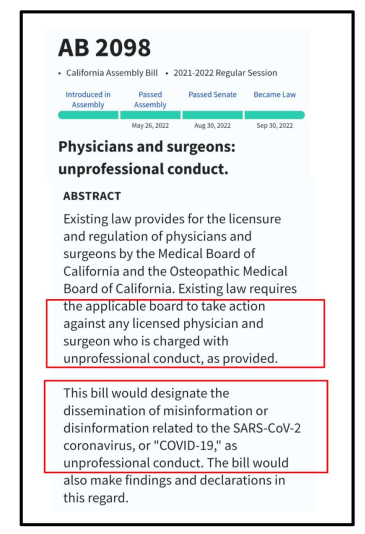 AB 2098
• California Assembly Bill • 2021-2022 Regular Session
Introduced in Assembly Passed Assembly Passed Senate Became Law
May 26, 2022 Aug 30, 2022 Sep 30, 2022
Physicians and surgeons:
unprofessional conduct.
ABSTRACT
Existing law provides for the licensure
and regulation of physicians and
surgeons by the Medical Board of
California and the Osteopathic Medical
Board of California. Existing law requires
the applicable board to take action
against any licensed physician and
surgeon who is charged with
unprofessional conduct, as provided.
This bill would designate the
dissemination of misinformation or
disinformation related to the SARS-CoV-2
coronavirus, or "COVID-19," as
unprofessional conduct. The bill would
also make findings and declarations in
this regard.